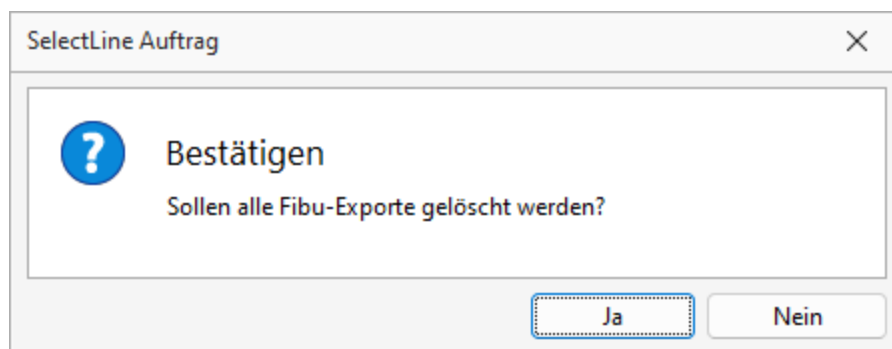 SelectLine Auftrag
Bestätigen
Sollen alle Fibu-Exporte gelöscht werden?
Ja
Nein